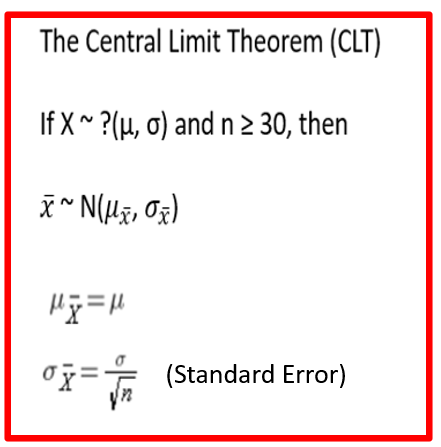 The Central Limit Theorem (CLT)
If X ~ ?(μ, σ) and n ≥ 30, then
x̄ ~ N(μx̄, σx̄)
μX̄ = μ
σX̄ = σ/√n (Standard Error)